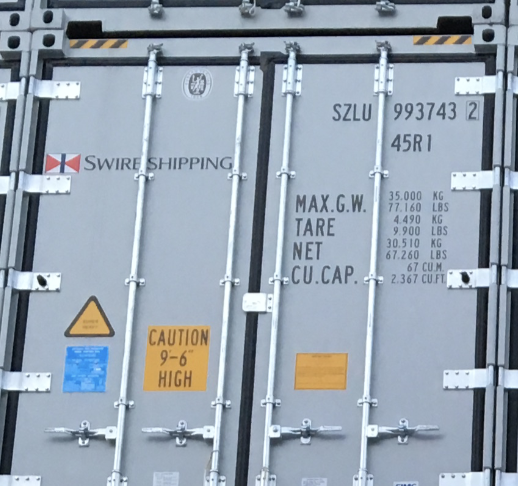 SZLU 993743 2
45R1
SWIRE SHIPPING
MAX.G.W. 35.000 KG
77.160 LBS
TARE 4.490 KG
9.900 LBS
NET 30.510 KG
67.260 LBS
CU.CAP. 67 CU.M.
2.367 CU.FT.
CAUTION
9'-6"
HIGH